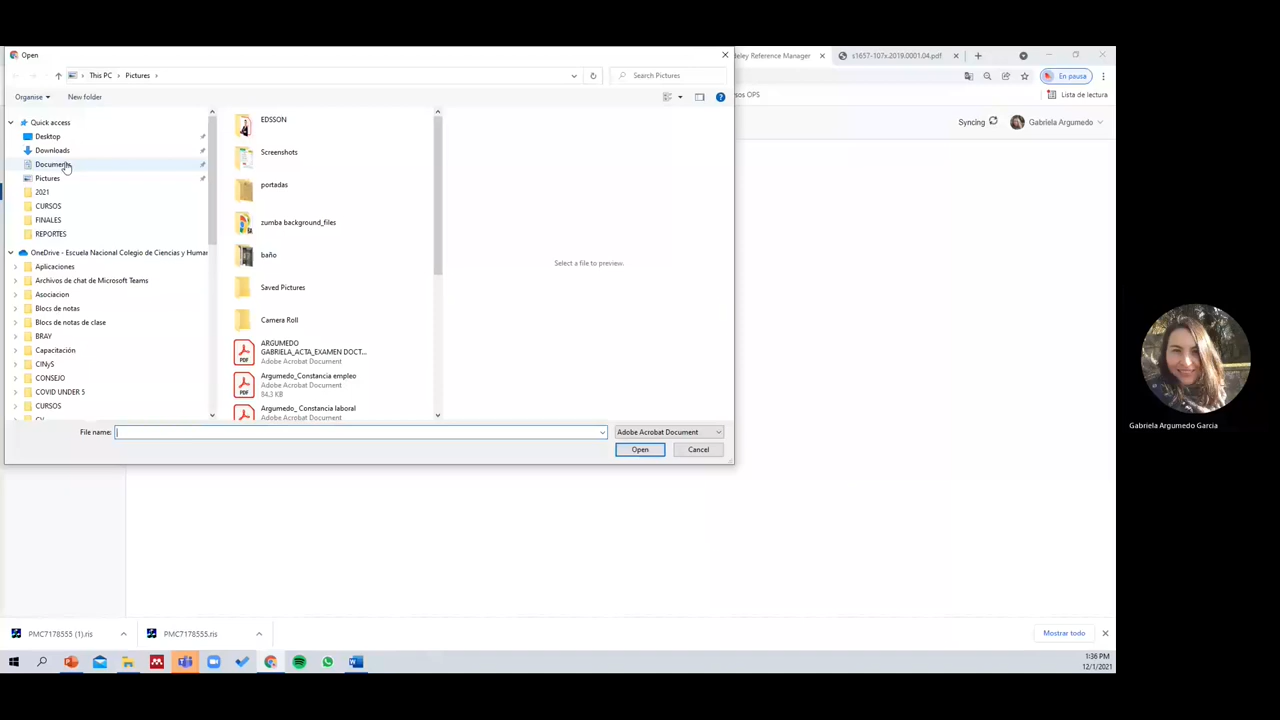 Open
eley Reference Manager
s1657-107x.2019.0001.04.pdf
This PC
Pictures
Search Pictures
En pausa
Organise
New folder
sos OPS
Lista de lectura
Quick access
Desktop
Downloads
Documents
Pictures
2021
CURSOS
FINALES
REPORTES
OneDrive - Escuela Nacional Colegio de Ciencias y Human
Aplicaciones
Archivos de chat de Microsoft Teams
Asociacion
Blocs de notas
Blocs de notas de clase
BRAY
Capacitación
CINyS
CONSEJO
COVID UNDER 5
CURSOS
EDSSON
Screenshots
portadas
zumba background_files
baño
Saved Pictures
Camera Roll
ARGUMEDO
GABRIELA_ACTA_EXAMEN DOCT...
Adobe Acrobat Document
Argumedo_Constancia empleo
Adobe Acrobat Document
84,3 KB
Argumedo_ Constancia laboral
Adobe Acrobat Document
Select a file to preview.
Syncing
Gabriela Argumedo
File name:
Adobe Acrobat Document
Open
Cancel
Gabriela Argumedo Garcia
PMC7178555 (1).ris
PMC7178555.ris
Mostrar todo
1:36 PM
12/1/2021